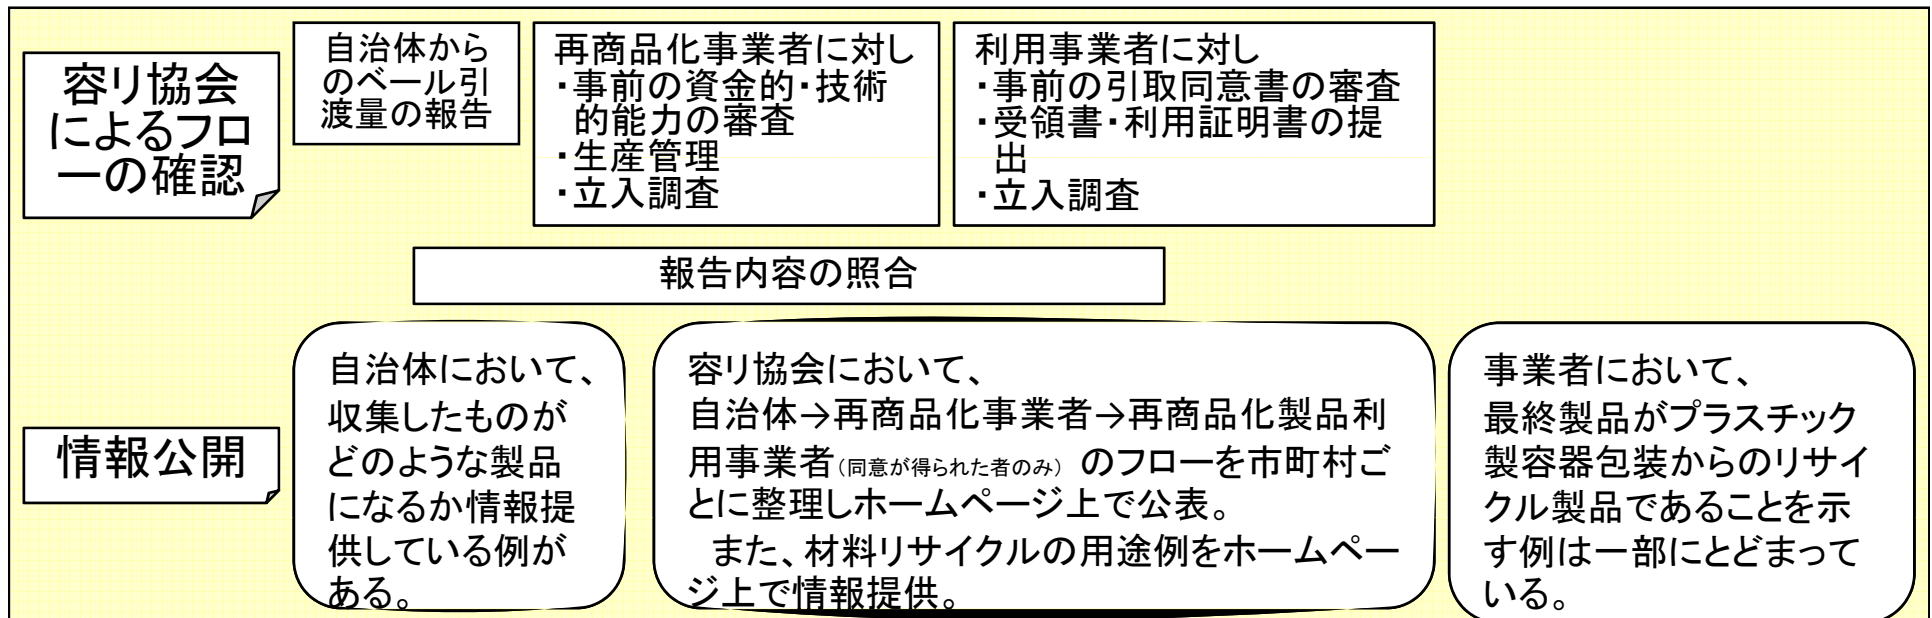 容リ協会
によるフロ
ーの確認
自治体から
のベール引
渡量の報告
再商品化事業者に対し
・事前の資金的・技術
的能力の審査
・生産管理
・立入調査
利用事業者に対し
・事前の引取同意書の審査
・受領書・利用証明書の提
出
・立入調査
報告内容の照合
情報公開
自治体において、
収集したものが
どのような製品
になるか情報提
供している例が
ある。
容リ協会において、
自治体→再商品化事業者→再商品化製品利
用事業者（同意が得られた者のみ）のフローを市町村ご
とに整理しホームページ上で公表。
また、材料リサイクルの用途例をホームペー
ジ上で情報提供。
事業者において、
最終製品がプラスチック
製容器包装からのリサイ
クル製品であることを示
す例は一部にとどまって
いる。